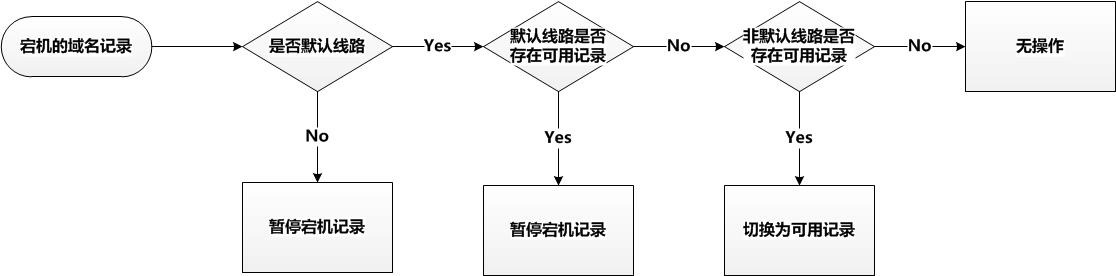 宕机的域名记录
是否默认线路
Yes
默认线路是否
存在可用记录
No
非默认线路是否
存在可用记录
No
无操作
No
Yes
Yes
暂停宕机记录
暂停宕机记录
切换为可用记录